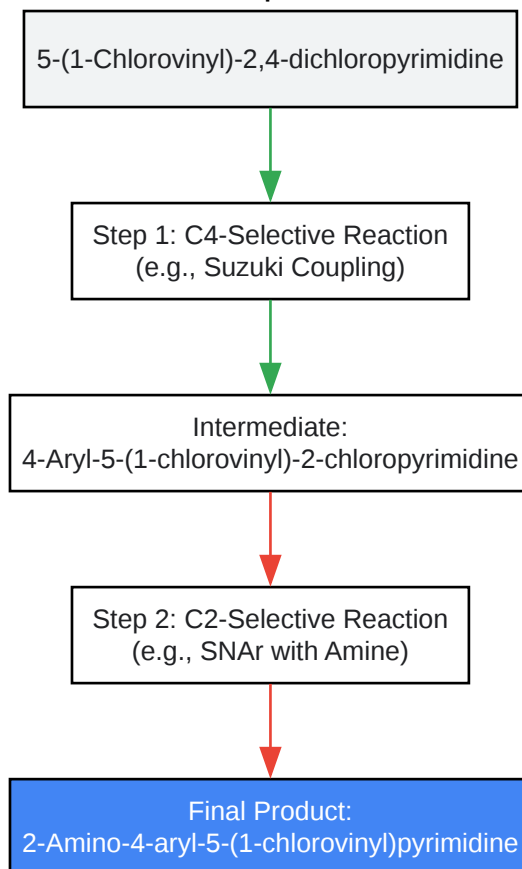 5-(1-Chlorovinyl)-2,4-dichloropyrimidine
Step 1: C4-Selective Reaction
(e.g., Suzuki Coupling)
Intermediate:
4-Aryl-5-(1-chlorovinyl)-2-chloropyrimidine
Step 2: C2-Selective Reaction
(e.g., SNAr with Amine)
Final Product:
2-Amino-4-aryl-5-(1-chlorovinyl)pyrimidine